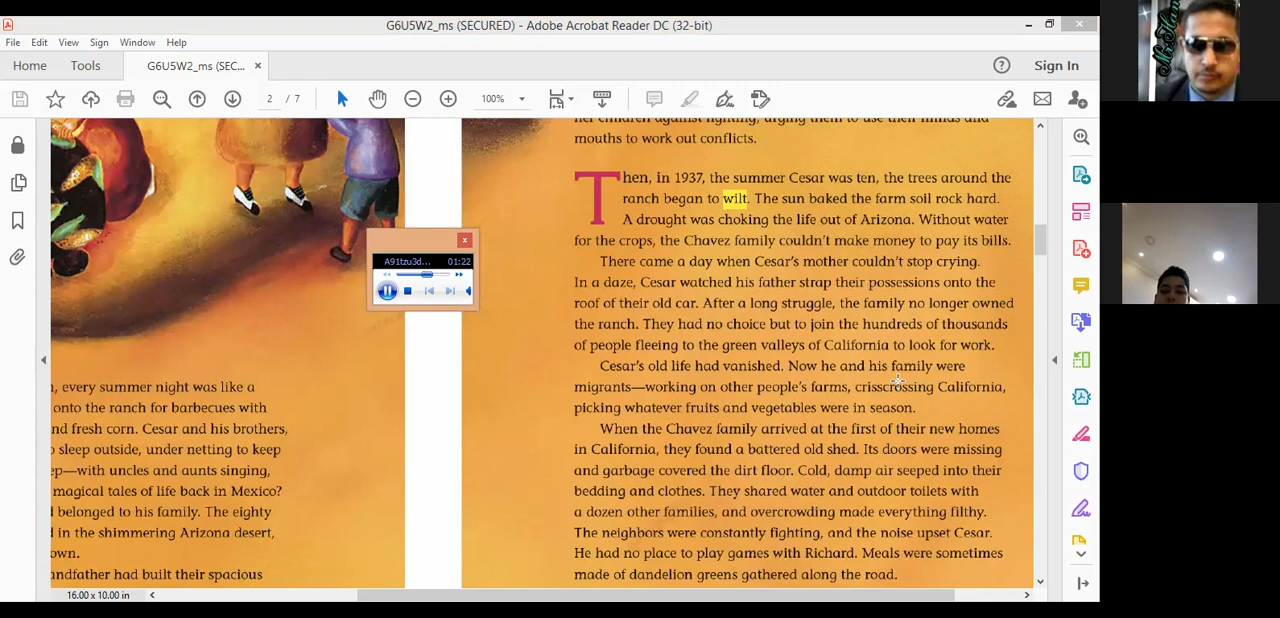 G6U5W2_ms (SECURED) - Adobe Acrobat Reader DC (32-bit)
File Edit View Sign Window Help
Home Tools G6U5W2_ms (SEC... × Sign In
2 / 7 100%
her children against fighting, urging them to use their minds and
mouths to work out conflicts.
Then, in 1937, the summer Cesar was ten, the trees around the
ranch began to wilt. The sun baked the farm soil rock hard.
A drought was choking the life out of Arizona. Without water
for the crops, the Chavez family couldn't make money to pay its bills.
There came a day when Cesar's mother couldn't stop crying.
In a daze, Cesar watched his father strap their possessions onto the
roof of their old car. After a long struggle, the family no longer owned
the ranch. They had no choice but to join the hundreds of thousands
of people fleeing to the green valleys of California to look for work.
Cesar's old life had vanished. Now he and his family were
migrants—working on other people's farms, crisscrossing California,
picking whatever fruits and vegetables were in season.
When the Chavez family arrived at the first of their new homes
in California, they found a battered old shed. Its doors were missing
and garbage covered the dirt floor. Cold, damp air seeped into their
bedding and clothes. They shared water and outdoor toilets with
a dozen other families, and overcrowding made everything filthy.
The neighbors were constantly fighting, and the noise upset Cesar.
He had no place to play games with Richard. Meals were sometimes
made of dandelion greens gathered along the road.
A91tzu3d... 01:22
, every summer night was like a
onto the ranch for barbecues with
nd fresh corn. Cesar and his brothers,
sleep outside, under netting to keep
ep—with uncles and aunts singing,
magical tales of life back in Mexico?
belonged to his family. The eighty
in the shimmering Arizona desert,
own.
andfather had built their spacious
16.00 x 10.00 in